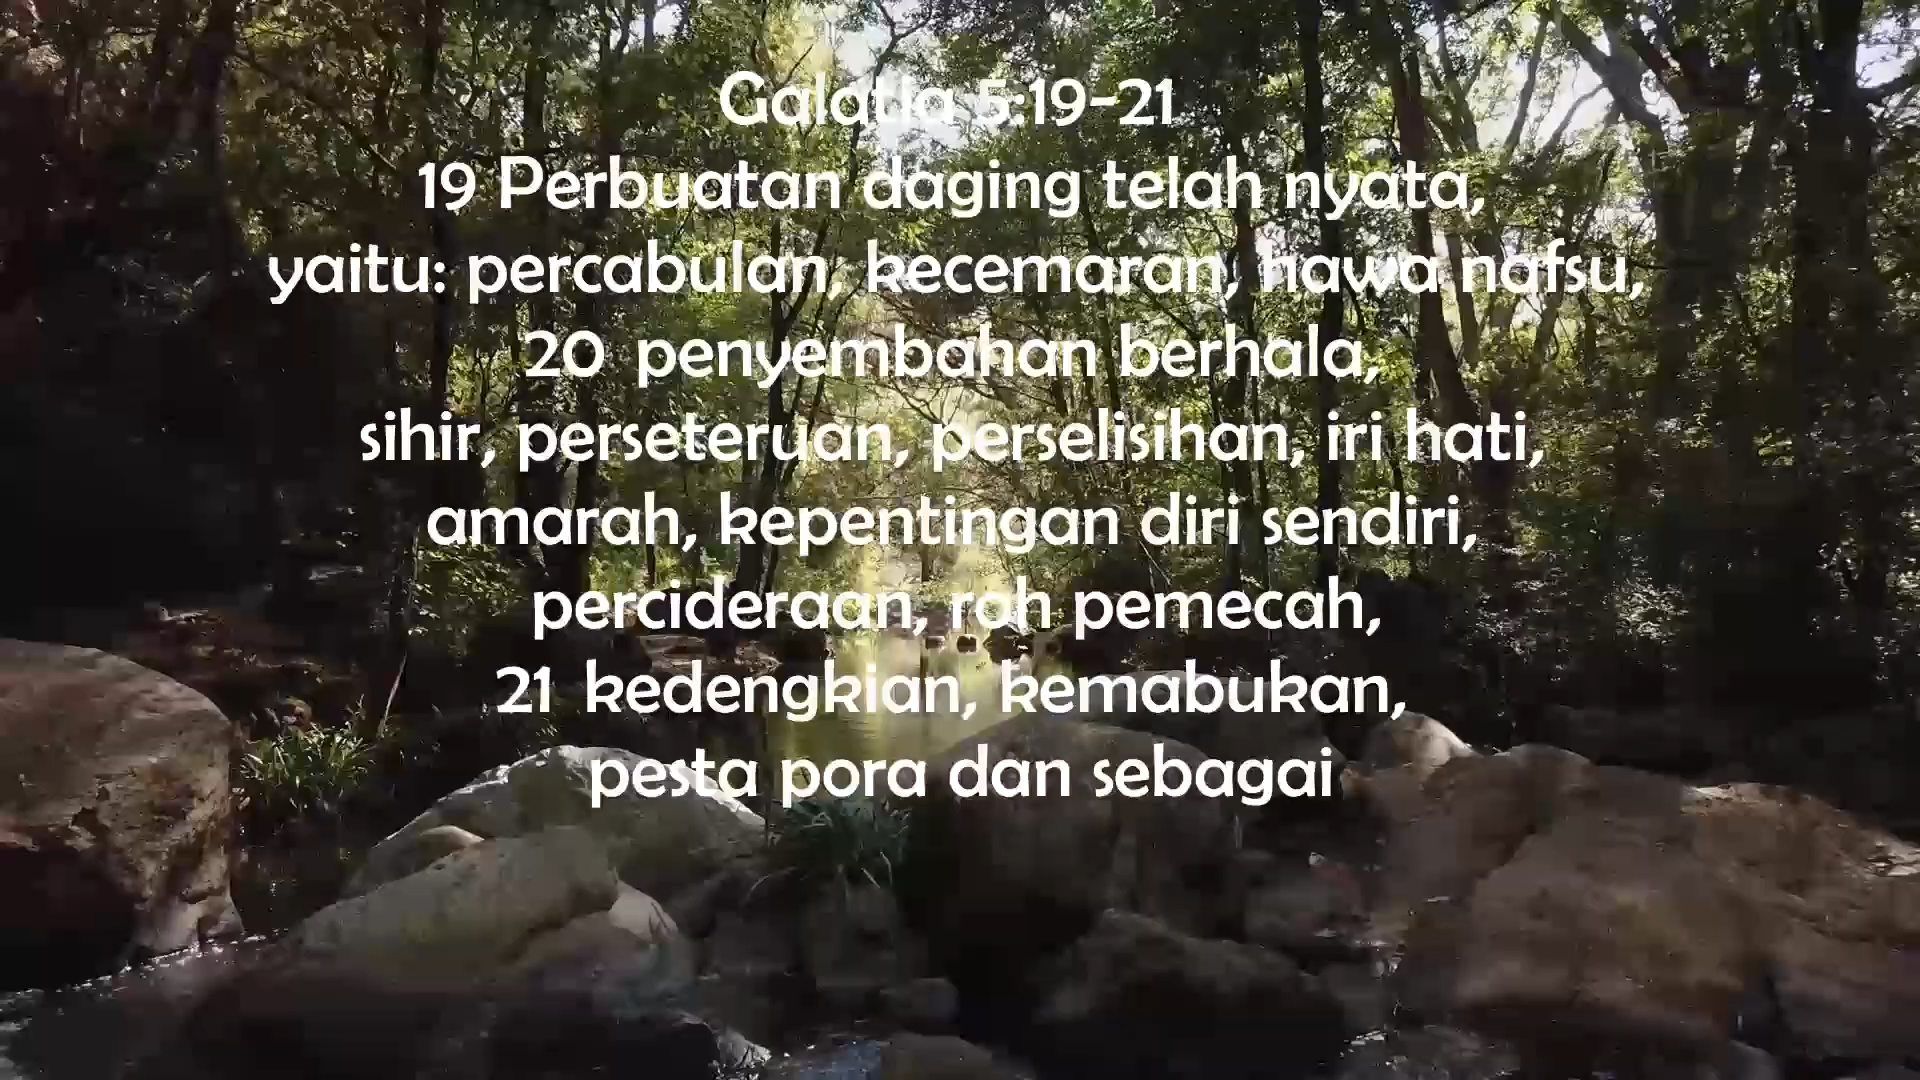 Galatia 5:19-21
19 Perbuatan daging telah nyata,
yaitu: percabulan, kecemaran, hawa nafsu,
20 penyembahan berhala,
sihir, perseteruan, perselisihan, iri hati,
amarah, kepentingan diri sendiri,
percideraan, roh pemecah,
21 kedengkian, kemabukan,
pesta pora dan sebagai